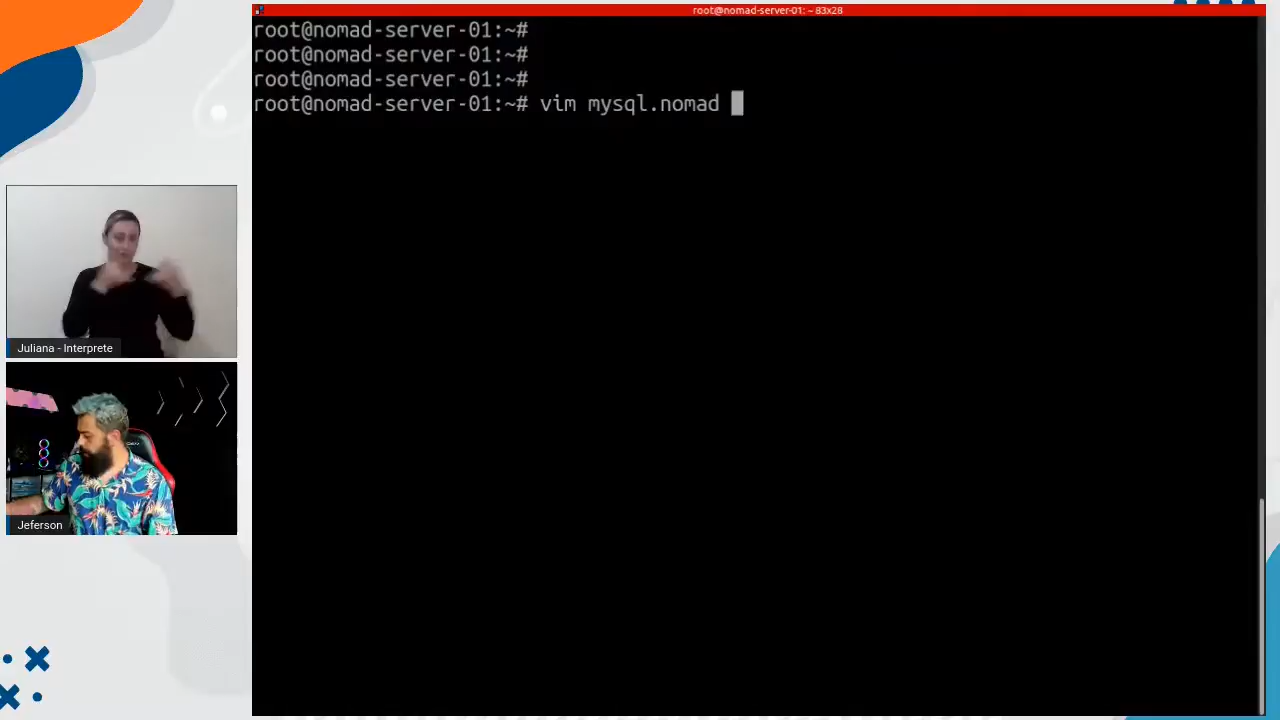 root@nomad-server-01: ~ 83x28
root@nomad-server-01:~#
root@nomad-server-01:~#
root@nomad-server-01:~#
root@nomad-server-01:~# vim mysql.nomad
Juliana - Interprete
Jeferson